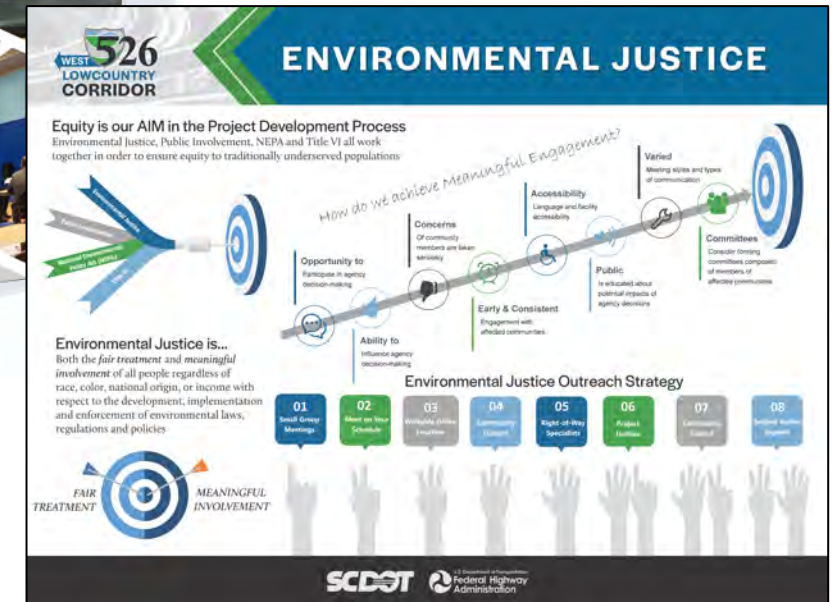 WEST 526
LOWCOUNTRY
CORRIDOR
ENVIRONMENTAL JUSTICE
Equity is our AIM in the Project Development Process
Environmental Justice, Public Involvement, NEPA and Title VI all work
together in order to ensure equity to traditionally underserved populations
Environmental Justice
Title VI
How do we achieve Meaningful Engagement?
Opportunity to
Participate in agency
decision-making
Ability to
Influence agency
decision-making
Concerns
Of community
members are taken
seriously
Early & Consistent
Engagement with
affected communities
Accessibility
Language and facility
accessibility
Public
Is educated about
potential impacts of
agency decisions
Varied
Meeting styles and types
of communication
Committees
Consider forming
committees composed
of members of
affected communities
Environmental Justice is...
Both the fair treatment and meaningful
involvement of all people regardless of
race, color, national origin, or income with
respect to the development, implementation
and enforcement of environmental laws,
regulations and policies
FAIR
TREATMENT
MEANINGFUL
INVOLVEMENT
Environmental Justice Outreach Strategy
01
Small Group
Meetings
02
Meet on Your
Schedule
03
04
Community
05
Right-of-Way
Specialists
06
Project
07
Community
Council
08
SCDOT
U.S. Department of Transportation
Federal Highway
Administration